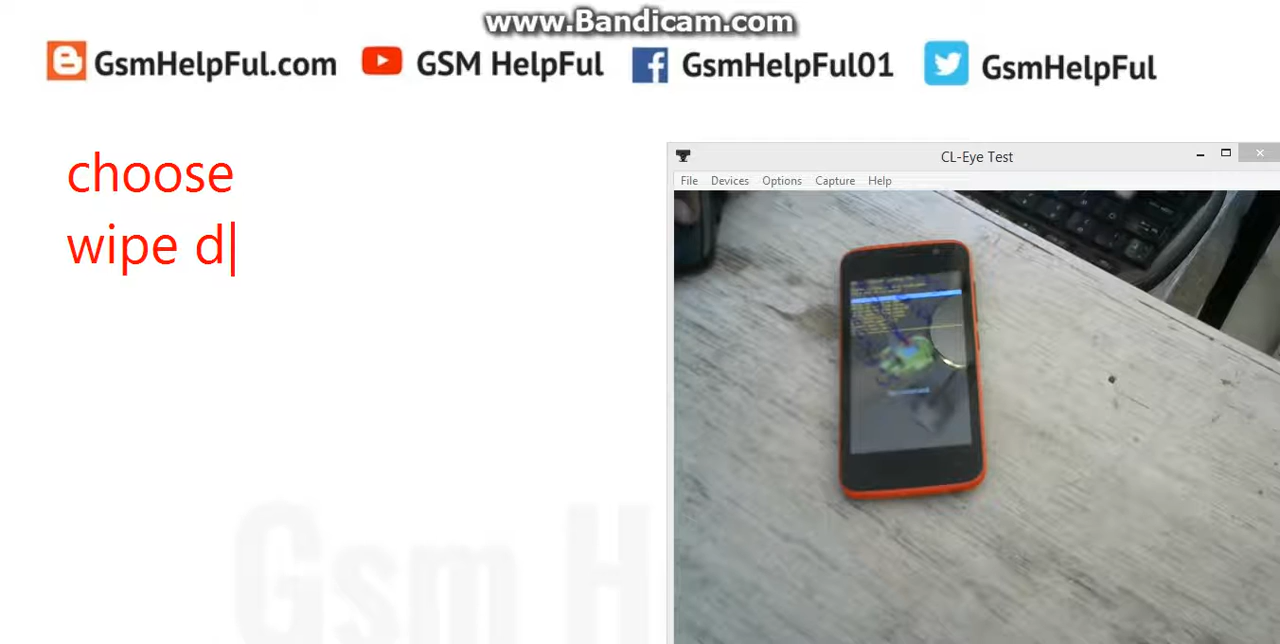 www.Bandicam.com
GsmHelpFul.com GSM HelpFul GsmHelpFul01 GsmHelpFul
choose
wipe d
CL-Eye Test
File Devices Options Capture Help
Gsm H